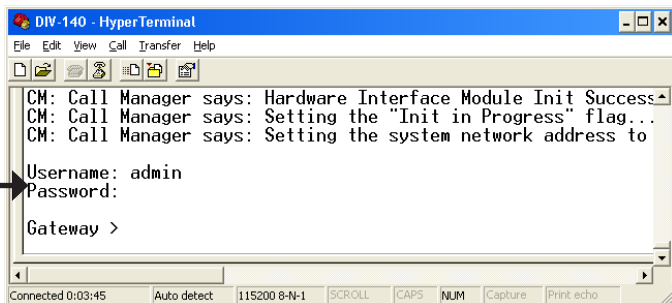 DIV-140 - HyperTerminal
File Edit View Call Transfer Help
CM: Call Manager says: Hardware Interface Module Init Success
CM: Call Manager says: Setting the "Init in Progress" flag...
CM: Call Manager says: Setting the system network address to
Username: admin
Password:
Gateway >
Connected 0:03:45 Auto detect 115200 8-N-1 SCROLL CAPS NUM Capture Print echo